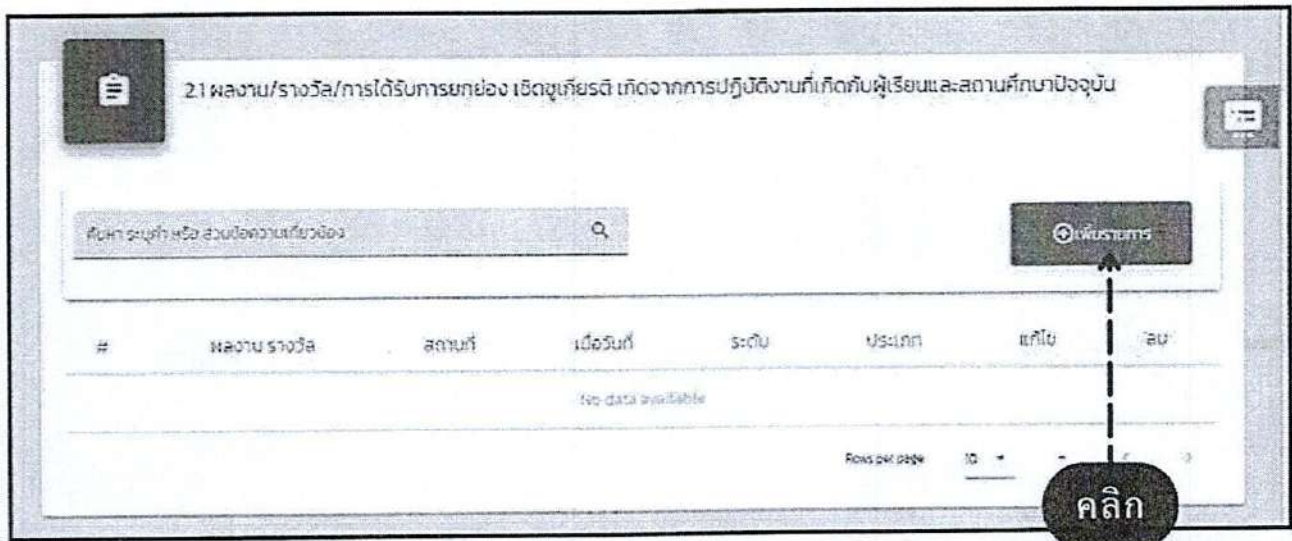 2.1 ผลงาน/รางวัล/การได้รับการยกย่อง เชิดชูเกียรติ เกิดจากการปฏิบัติงานที่เกิดกับผู้เรียนและสถานศึกษาปัจจุบัน
ค้นหา ระบุคำ หรือ ส่วนข้อความเกี่ยวข้อง
เพิ่มรายการ
# ผลงาน รางวัล สถานที่ เมื่อวันที่ ระดับ ประเภท แก้ไข ลบ
No data available
Rows per page 10 -
คลิก